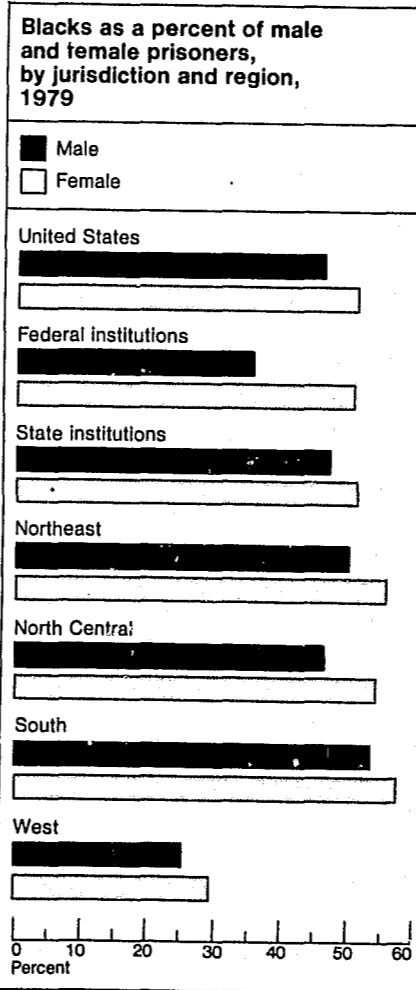 Blacks as a percent of male
and female prisoners,
by jurisdiction and region,
1979
Male
Female
United States
Federal institutions
State institutions
Northeast
North Central
South
West
0 10 20 30 40 50 60
Percent